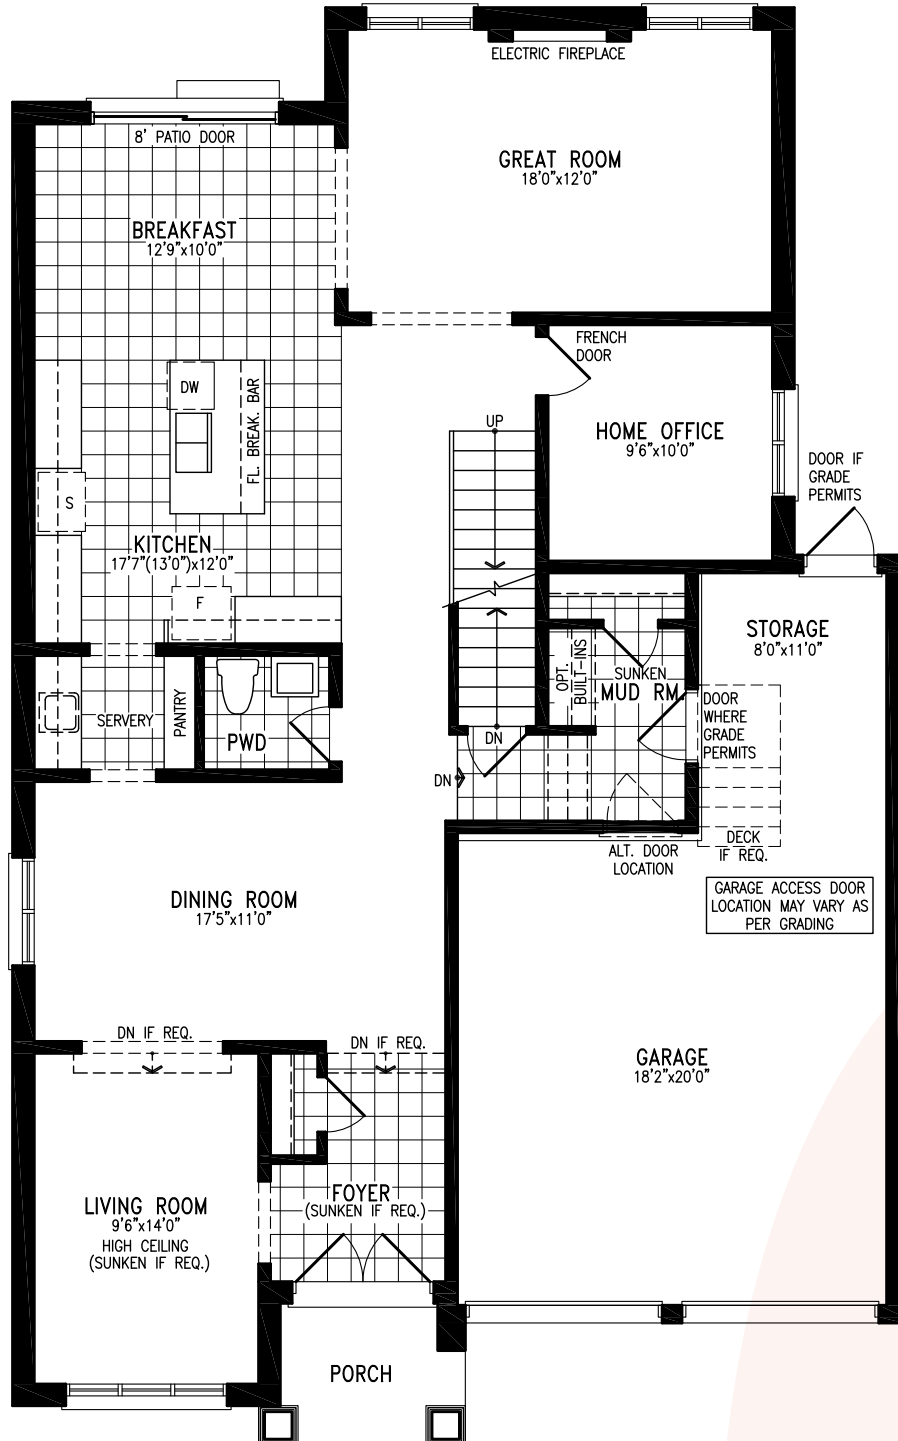 ELECTRIC FIREPLACE
8' PATIO DOOR
GREAT ROOM
18'0"x12'0"
BREAKFAST
12'9"x10'0"
FRENCH
DOOR
DW
FL. BREAK. BAR
UP
HOME OFFICE
9'6"x10'0"
DOOR IF
GRADE
PERMITS
S
KITCHEN
17'7"(13'0")x12'0"
F
STORAGE
8'0"x11'0"
OPT.
BUILT-INS
SUNKEN
MUD RM.
DOOR
WHERE
GRADE
PERMITS
SERVERY
PANTRY
PWD
DN
DN
DECK
IF REQ.
ALT. DOOR
LOCATION
GARAGE ACCESS DOOR
LOCATION MAY VARY AS
PER GRADING
DINING ROOM
17'5"x11'0"
DN IF REQ.
DN IF REQ.
GARAGE
18'2"x20'0"
LIVING ROOM
9'6"x14'0"
HIGH CEILING
(SUNKEN IF REQ.)
FOYER
(SUNKEN IF REQ.)
PORCH